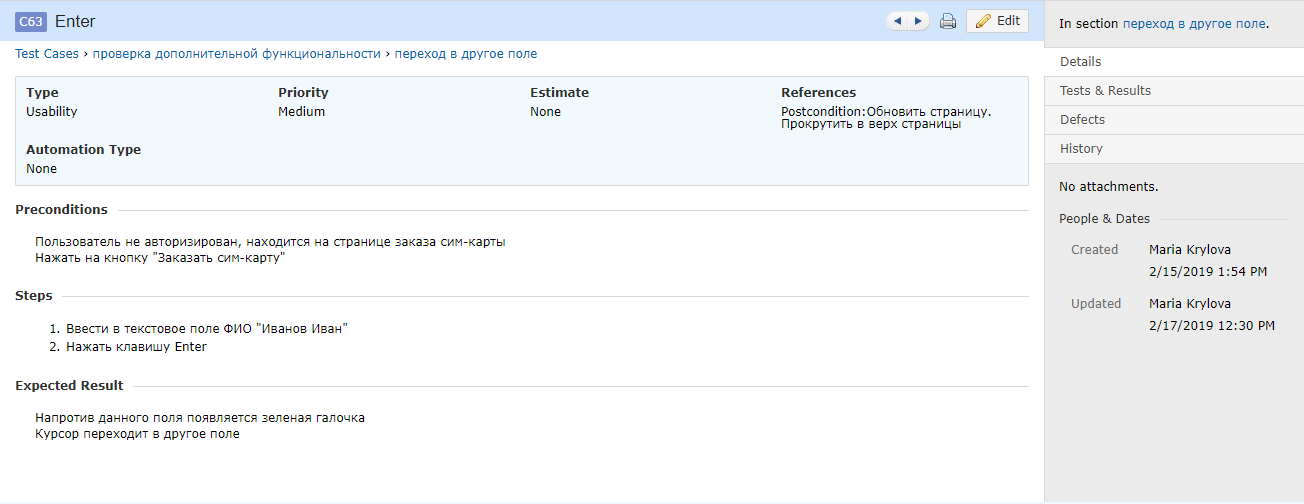 C63 Enter
Edit
Test Cases › проверка дополнительной функциональности › переход в другое поле
Type
Usability
Priority
Medium
Estimate
None
References
Postcondition:Обновить страницу.
Прокрутить в верх страницы
Automation Type
None
Preconditions
Пользователь не авторизирован, находится на странице заказа сим-карты
Нажать на кнопку "Заказать сим-карту"
Steps
1. Ввести в текстовое поле ФИО "Иванов Иван"
2. Нажать клавишу Enter
Expected Result
Напротив данного поля появляется зеленая галочка
Курсор переходит в другое поле
In section переход в другое поле.
Details
Tests & Results
Defects
History
No attachments.
People & Dates
Created Maria Krylova
2/15/2019 1:54 PM
Updated Maria Krylova
2/17/2019 12:30 PM